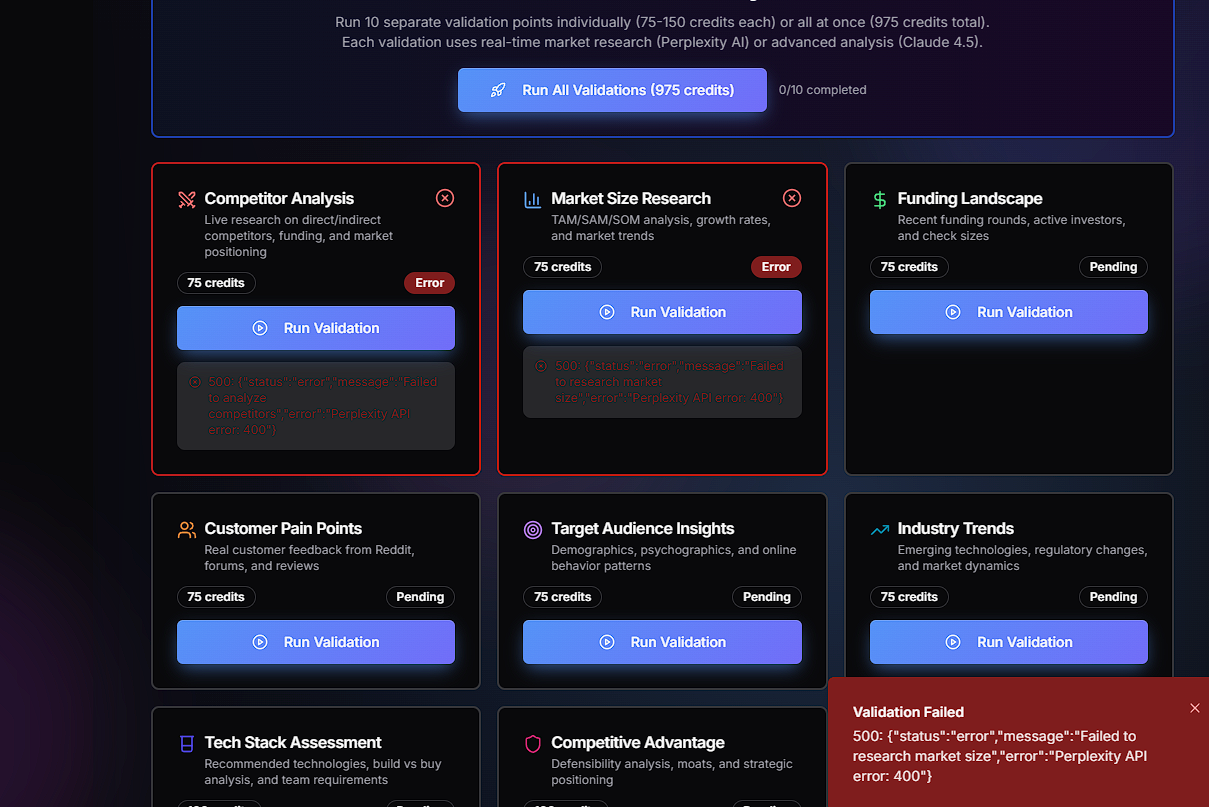 Run 10 separate validation points individually (75-150 credits each) or all at once (975 credits total).
Each validation uses real-time market research (Perplexity AI) or advanced analysis (Claude 4.5).
Run All Validations (975 credits)
0/10 completed
Competitor Analysis
Live research on direct/indirect
competitors, funding, and market
positioning
75 credits
Error
Run Validation
500: {"status":"error","message":"Failed
to analyze
competitors","error":"Perplexity API
error: 400"}
Market Size Research
TAM/SAM/SOM analysis, growth rates,
and market trends
75 credits
Error
Run Validation
500: {"status":"error","message":"Failed
to research market
size","error":"Perplexity API error: 400"}
Funding Landscape
Recent funding rounds, active investors,
and check sizes
75 credits
Pending
Run Validation
Customer Pain Points
Real customer feedback from Reddit,
forums, and reviews
75 credits
Pending
Run Validation
Target Audience Insights
Demographics, psychographics, and online
behavior patterns
75 credits
Pending
Run Validation
Industry Trends
Emerging technologies, regulatory changes,
and market dynamics
75 credits
Pending
Run Validation
Tech Stack Assessment
Recommended technologies, build vs buy
analysis, and team requirements
Competitive Advantage
Defensibility analysis, moats, and strategic
positioning
Validation Failed
500: {"status":"error","message":"Failed to
research market size","error":"Perplexity API
error: 400"}